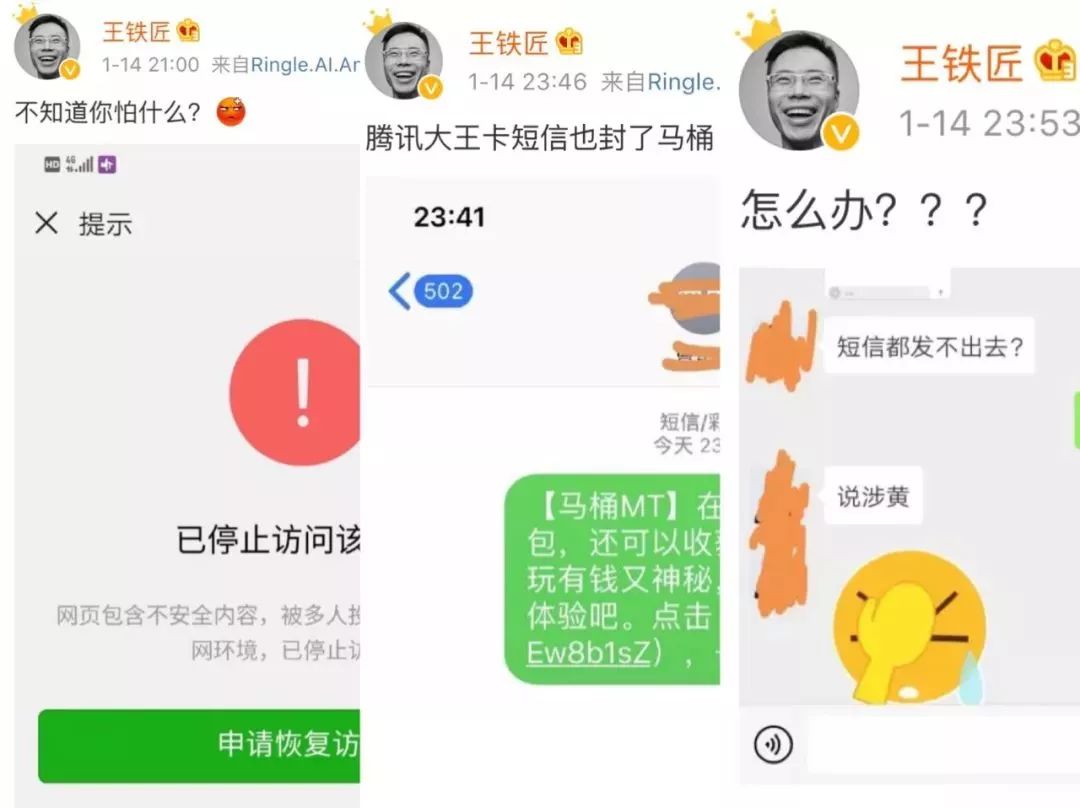 王铁匠
1-14 21:00 来自Ringle.AI.Ar
不知道你怕什么？
HD 4G
提示
已停止访问该
网页包含不安全内容，被多人投
网环境，已停止访
申请恢复访
王铁匠
1-14 23:46 来自Ringle.
腾讯大王卡短信也封了马桶
23:41
502
短信/彩
今天 23
【马桶MT】在
包，还可以收获
玩有钱又神秘，
体验吧。点击
Ew8b1sZ），
王铁匠
1-14 23:53
怎么办？？？
短信都发不出去？
说涉黄